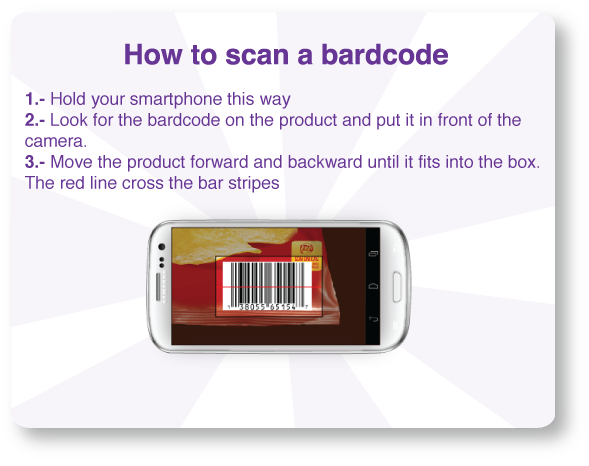 How to scan a bardcode
1.- Hold your smartphone this way
2.- Look for the bardcode on the product and put it in front of the
camera.
3.- Move the product forward and backward until it fits into the box.
The red line cross the bar stripes
1 38055 65154 7